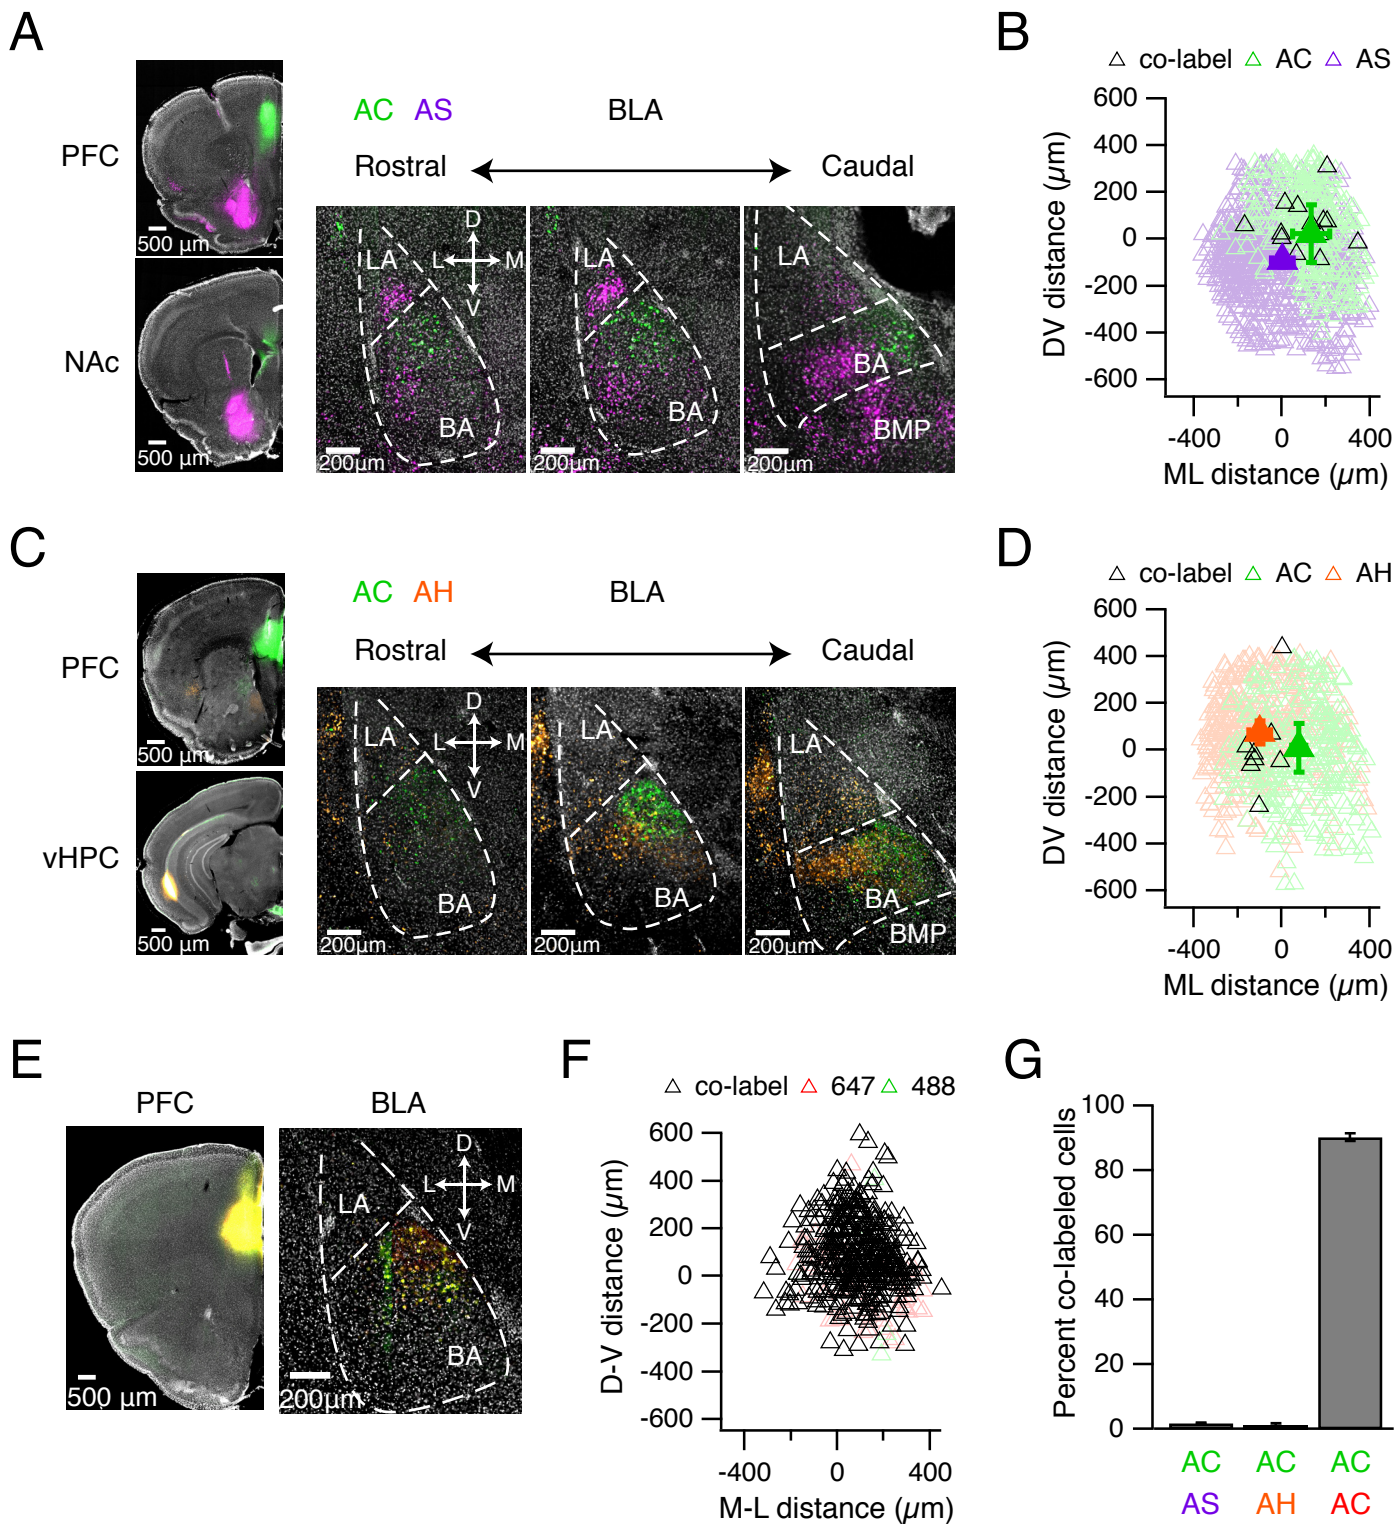 A
PFC
500 µm
NAc
500 µm
AC AS
BLA
Rostral
Caudal
LA
D
L
M
V
BA
200µm
LA
BA
200µm
LA
BA
BMP
200µm
B
co-label AC AS
DV distance (µm)
600
400
200
0
-200
-400
-600
-400 0 400
ML distance (µm)
C
PFC
500 µm
vHPC
500 µm
AC AH
BLA
Rostral
Caudal
LA
D
L
M
V
BA
200µm
LA
BA
200µm
LA
BA
BMP
200µm
D
co-label AC AH
DV distance (µm)
600
400
200
0
-200
-400
-600
-400 0 400
ML distance (µm)
E
PFC
500 µm
BLA
LA
D
L
M
V
BA
200µm
F
co-label 647 488
D-V distance (µm)
600
400
200
0
-200
-400
-600
-400 0 400
M-L distance (µm)
G
Percent co-labeled cells
100
80
60
40
20
0
AC AC AC
AS AH AC